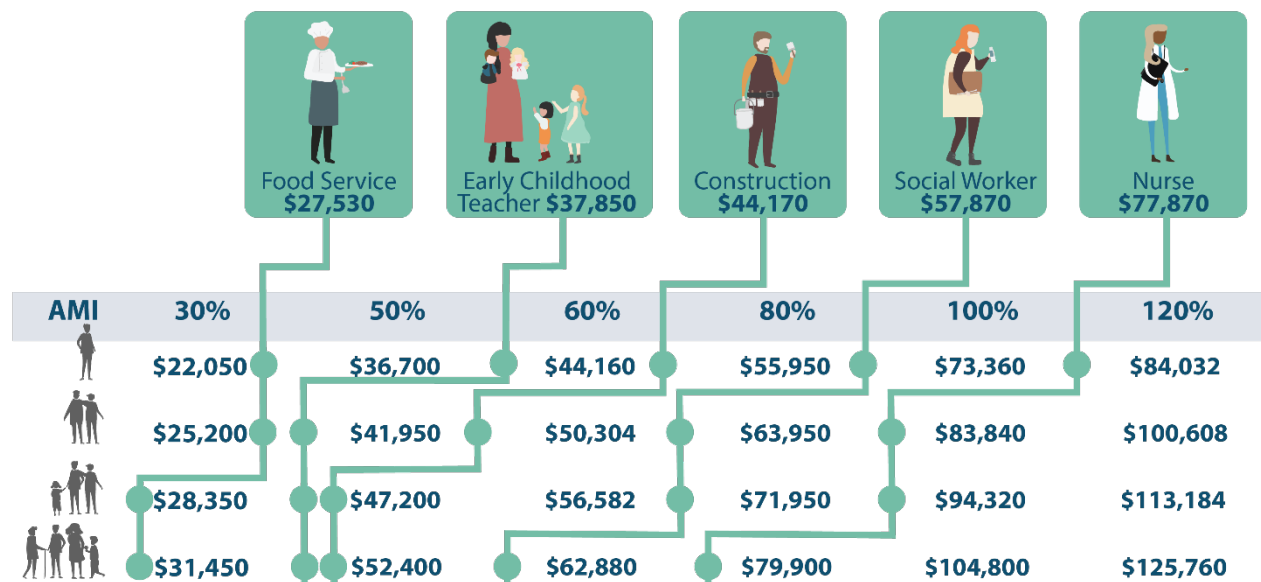 Food Service
$27,530
Early Childhood
Teacher $37,850
Construction
$44,170
Social Worker
$57,870
Nurse
$77,870
AMI 30% 50% 60% 80% 100% 120%
$22,050 $36,700 $44,160 $55,950 $73,360 $84,032
$25,200 $41,950 $50,304 $63,950 $83,840 $100,608
$28,350 $47,200 $56,582 $71,950 $94,320 $113,184
$31,450 $52,400 $62,880 $79,900 $104,800 $125,760